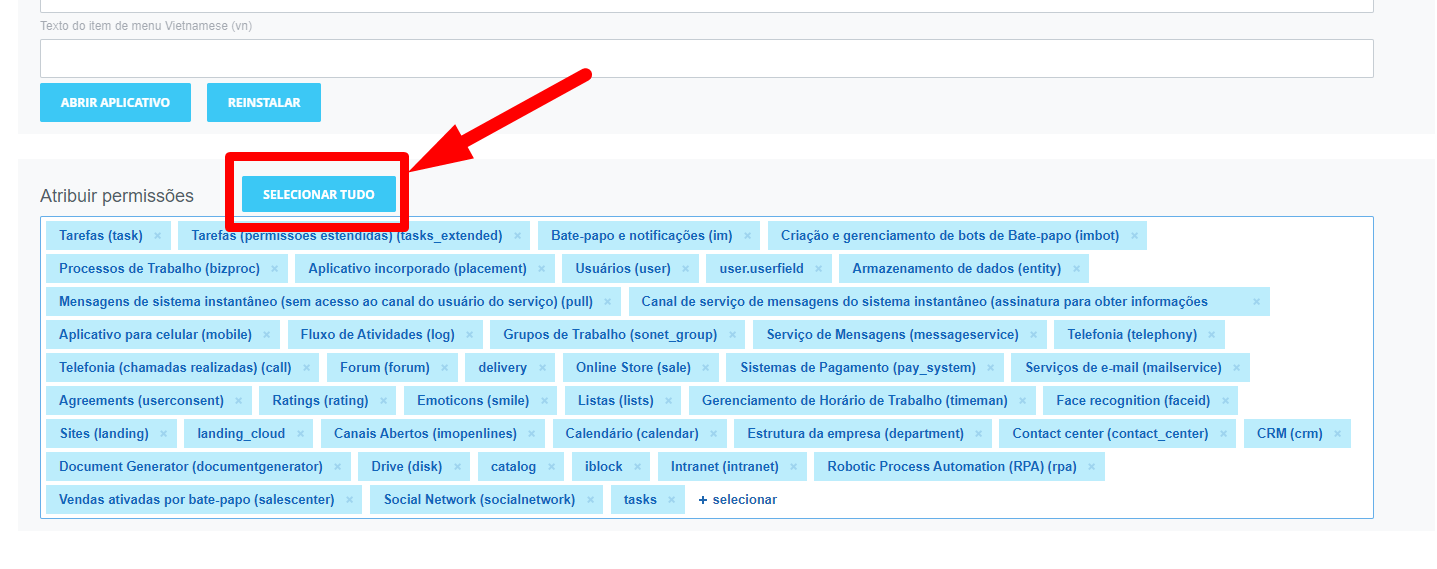 Texto do item de menu Vietnamese (vn)
ABRIR APLICATIVO REINSTALAR
Atribuir permissões SELECIONAR TUDO
Tarefas (task) × Tarefas (permissões estendidas) (tasks_extended) × Bate-papo e notificações (im) × Criação e gerenciamento de bots de Bate-papo (imbot) ×
Processos de Trabalho (bizproc) × Aplicativo incorporado (placement) × Usuários (user) × user.userfield × Armazenamento de dados (entity) ×
Mensagens de sistema instantâneo (sem acesso ao canal do usuário do serviço) (pull) × Canal de serviço de mensagens do sistema instantâneo (assinatura para obter informações ×
Aplicativo para celular (mobile) × Fluxo de Atividades (log) × Grupos de Trabalho (sonet_group) × Serviço de Mensagens (messageservice) × Telefonia (telephony) ×
Telefonia (chamadas realizadas) (call) × Forum (forum) × delivery × Online Store (sale) × Sistemas de Pagamento (pay_system) × Serviços de e-mail (mailservice) ×
Agreements (userconsent) × Ratings (rating) × Emoticons (smile) × Listas (lists) × Gerenciamento de Horário de Trabalho (timeman) × Face recognition (faceid) ×
Sites (landing) × landing_cloud × Canais Abertos (imopenlines) × Calendário (calendar) × Estrutura da empresa (department) × Contact center (contact_center) × CRM (crm) ×
Document Generator (documentgenerator) × Drive (disk) × catalog × iblock × Intranet (intranet) × Robotic Process Automation (RPA) (rpa) ×
Vendas ativadas por bate-papo (salescenter) × Social Network (socialnetwork) × tasks × + selecionar